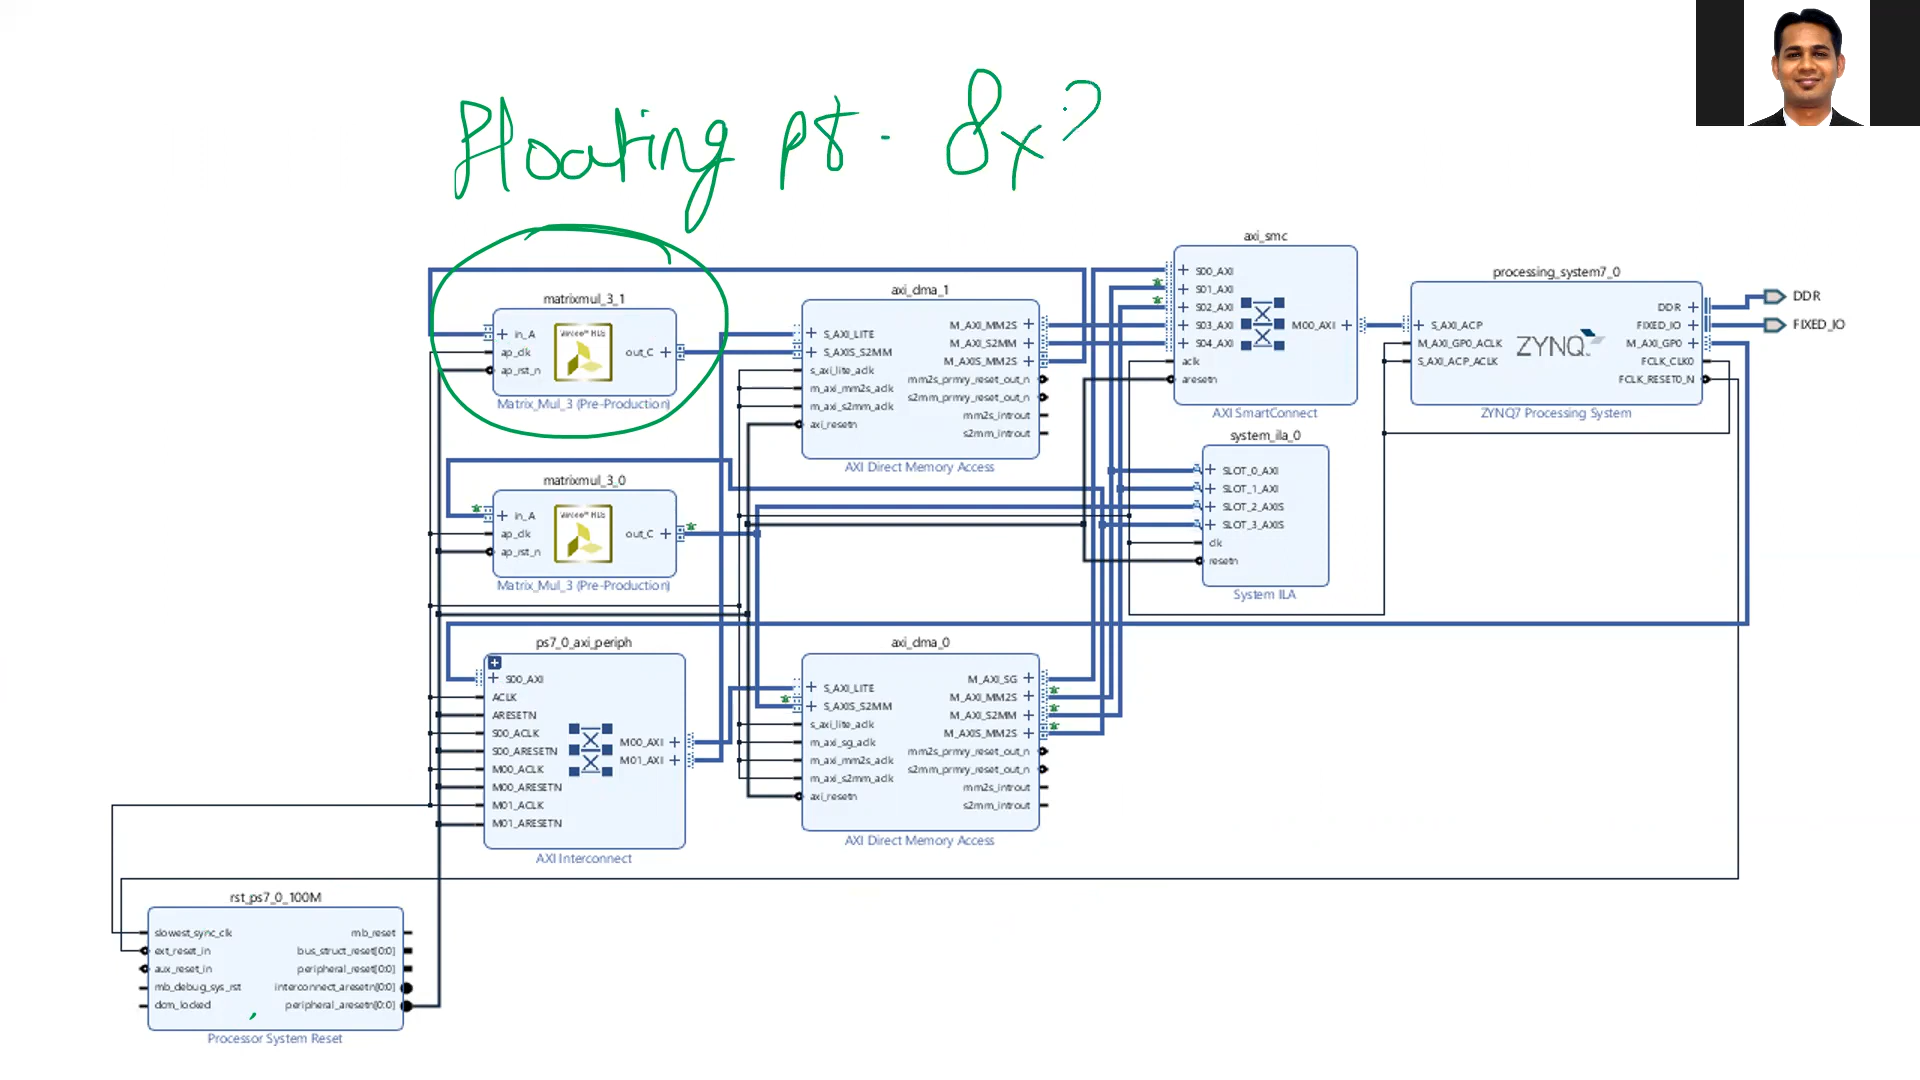 Floating pt - 8x?
axi_smc
S00_AXI
S01_AXI
S02_AXI
S03_AXI
S04_AXI
aclk
aresetn
M00_AXI
AXI SmartConnect
processing_system7_0
S_AXI_ACP
M_AXI_GP0_ACLK
S_AXI_ACP_ACLK
ZYNQ
DDR
FIXED_IO
M_AXI_GP0
FCLK_CLK0
FCLK_RESET0_N
ZYNQ7 Processing System
DDR
FIXED_IO
matrixmul_3_1
in_A
ap_clk
ap_rst_n
out_C
Matrix_Mul_3 (Pre-Production)
axi_dma_1
S_AXI_LITE
S_AXIS_S2MM
s_axi_lite_aclk
m_axi_mm2s_aclk
m_axi_s2mm_aclk
axi_resetn
M_AXI_MM2S
M_AXI_S2MM
M_AXIS_MM2S
mm2s_prmry_reset_out_n
s2mm_prmry_reset_out_n
mm2s_introut
s2mm_introut
AXI Direct Memory Access
system_ila_0
SLOT_0_AXI
SLOT_1_AXI
SLOT_2_AXIS
SLOT_3_AXIS
clk
resetn
System ILA
matrixmul_3_0
in_A
ap_clk
ap_rst_n
out_C
Matrix_Mul_3 (Pre-Production)
ps7_0_axi_periph
S00_AXI
ACLK
ARESETN
S00_ACLK
S00_ARESETN
M00_ACLK
M00_ARESETN
M01_ACLK
M01_ARESETN
M00_AXI
M01_AXI
AXI Interconnect
axi_dma_0
S_AXI_LITE
S_AXIS_S2MM
s_axi_lite_aclk
m_axi_sg_aclk
m_axi_mm2s_aclk
m_axi_s2mm_aclk
axi_resetn
M_AXI_SG
M_AXI_MM2S
M_AXI_S2MM
M_AXIS_MM2S
mm2s_prmry_reset_out_n
s2mm_prmry_reset_out_n
mm2s_introut
s2mm_introut
AXI Direct Memory Access
rst_ps7_0_100M
slowest_sync_clk
ext_reset_in
aux_reset_in
mb_debug_sys_rst
dcm_locked
mb_reset
bus_struct_reset[0:0]
peripheral_reset[0:0]
interconnect_aresetn[0:0]
peripheral_aresetn[0:0]
Processor System Reset